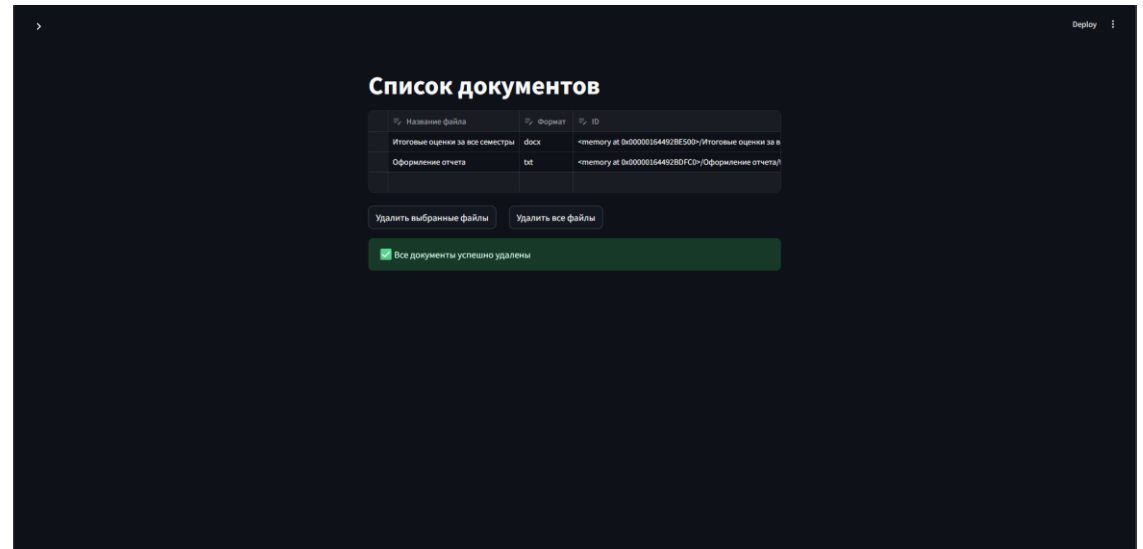 Deploy
Список документов
Название файла Формат ID
Итоговые оценки за все семестры docx <memory at 0x00000164492BE500>/Итоговые оценки за в
Оформление отчета txt <memory at 0x00000164492BDFC0>/Оформление отчета/
Удалить выбранные файлы Удалить все файлы
Все документы успешно удалены